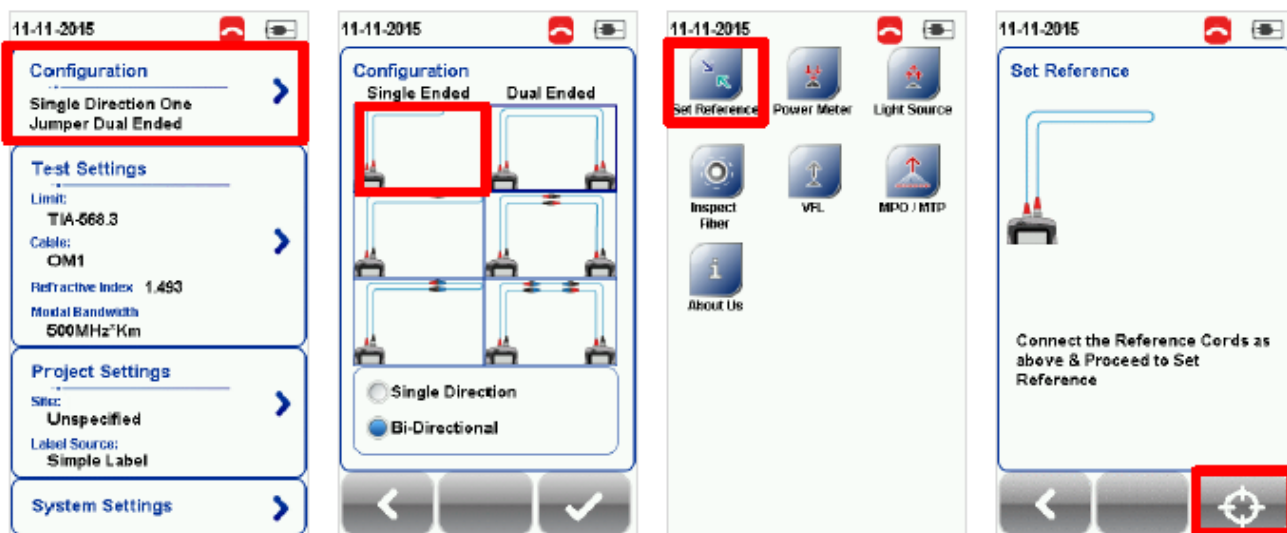 11-11-2015
Configuration
Single Direction One
Jumper Dual Ended
Test Settings
Limit:
TIA-568.3
Cable:
OM1
Refractive Index 1.493
Modal Bandwidth
500MHz*Km
Project Settings
Site:
Unspecified
Label Source:
Simple Label
System Settings
11-11-2015
Configuration
Single Ended Dual Ended
Single Direction
Bi-Directional
11-11-2015
Set Reference Power Meter Light Source
Inspect VFL MPO / MTP
Fiber
i
About Us
11-11-2015
Set Reference
Connect the Reference Cords as
above & Proceed to Set
Reference